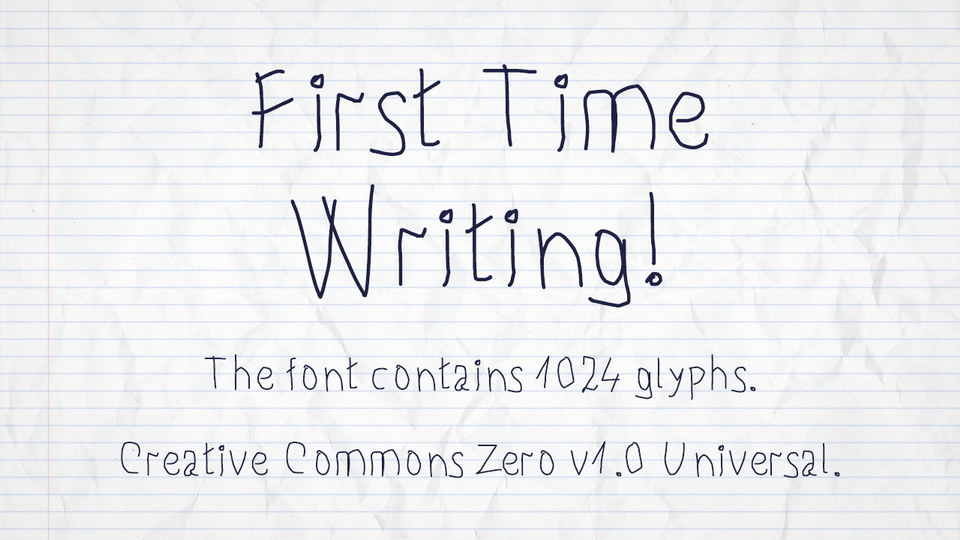 First Time
Writing!
The font contains 1024 glyphs.
Creative Commons Zero v1.0 Universal.